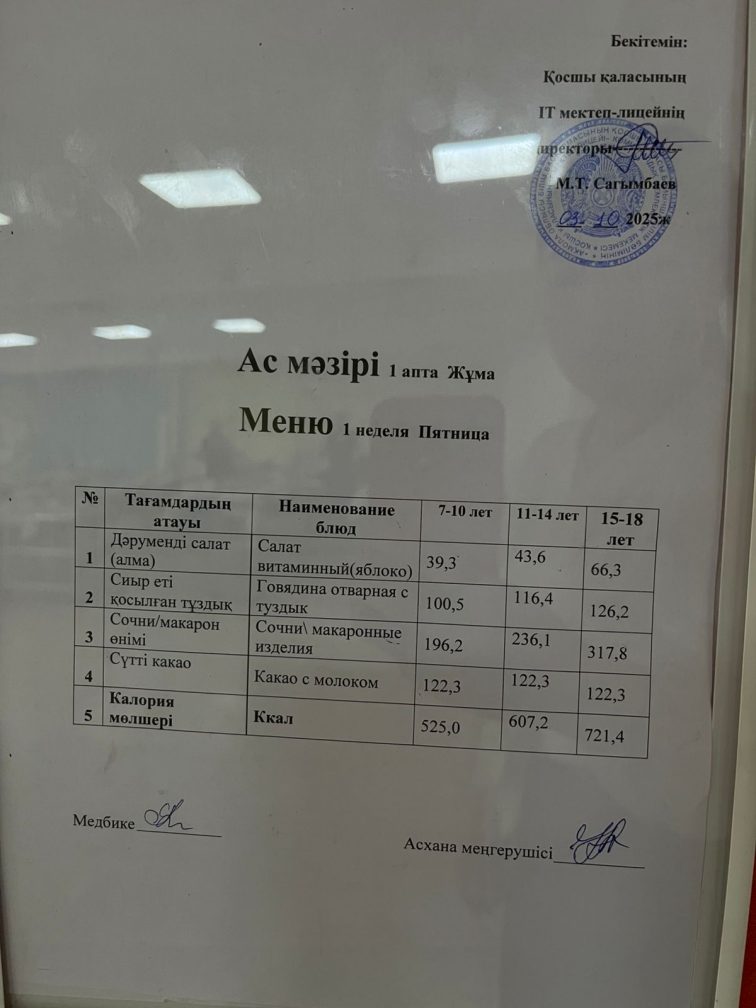 Бекітемін:
Қосшы қаласының
IT мектеп-лицейнің
директоры
М.Т. Сагымбаев
03 10 2025ж
Ас мәзірі 1 апта Жұма
Меню 1 неделя Пятница
№ Тағамдардың атауы Наименование блюд 7-10 лет 11-14 лет 15-18 лет
1 Дәруменді салат (алма) Салат витаминный(яблоко) 39,3 43,6 66,3
2 Сиыр еті қосылған тұздық Говядина отварная с туздык 100,5 116,4 126,2
3 Сочни/макарон өнімі Сочни\ макаронные изделия 196,2 236,1 317,8
4 Сүтті какао Какао с молоком 122,3 122,3 122,3
5 Калория мөлшері Ккал 525,0 607,2 721,4
Медбике
Асхана меңгерушісі